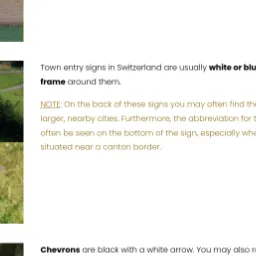 Town entry signs in Switzerland are usually white or blu
frame around them.
NOTE: On the back of these signs you may often find the
larger, nearby cities. Furthermore, the abbreviation for t
often be seen on the bottom of the sign, especially whe
situated near a canton border.
Chevrons are black with a white arrow. You may also r